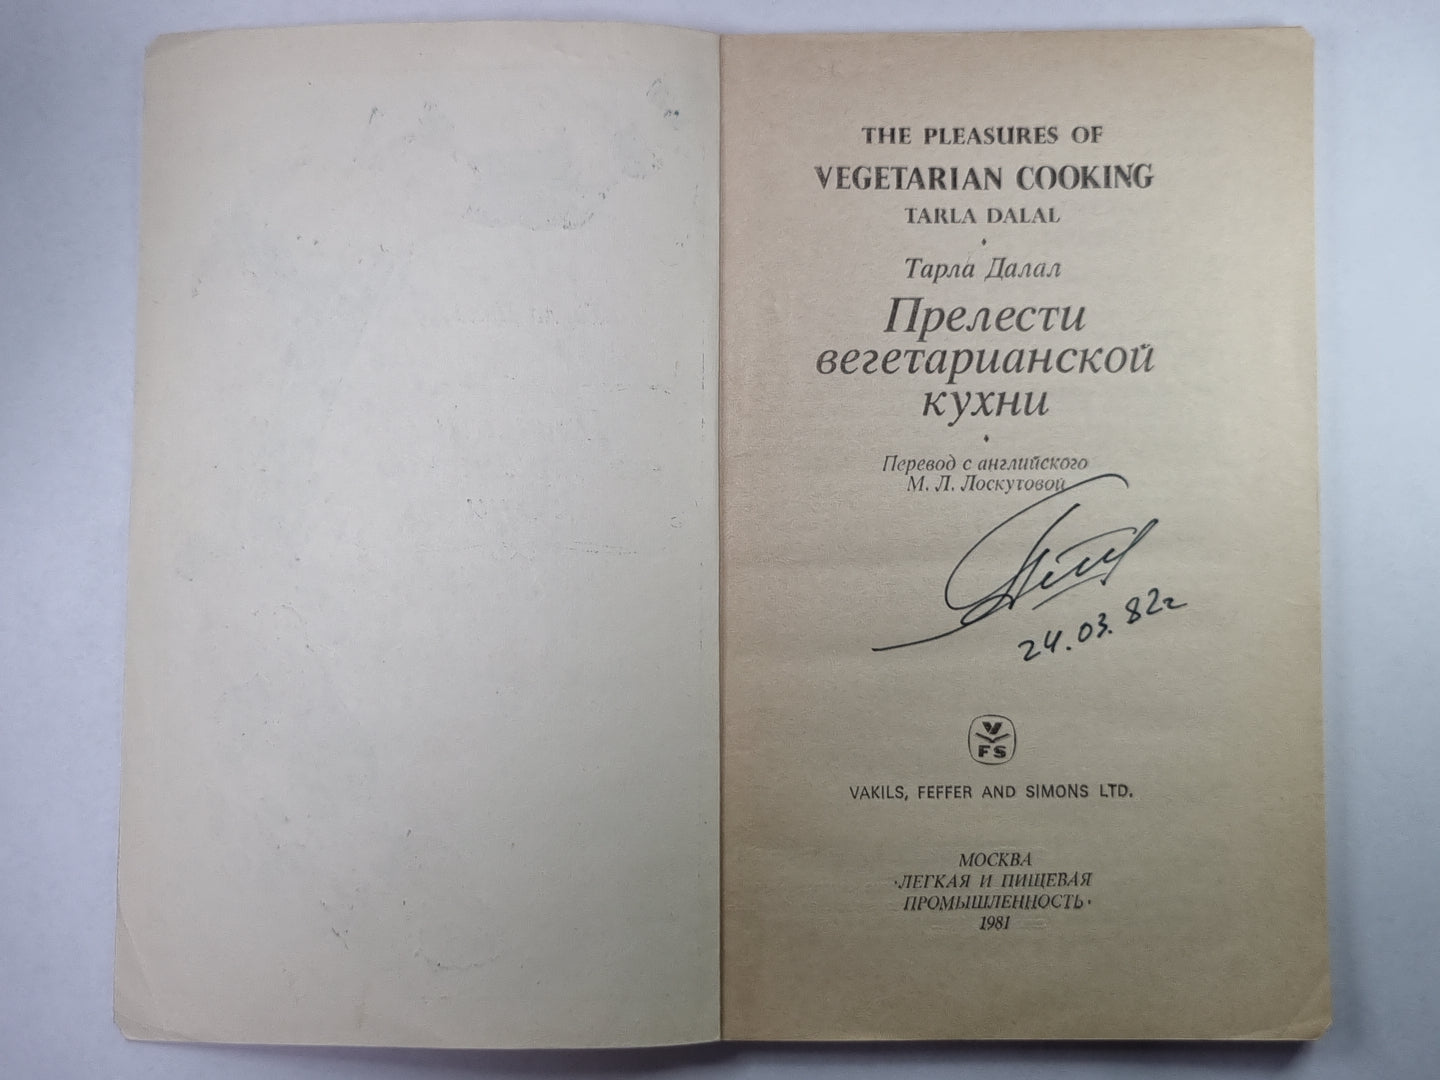 THE PLEASURES OF
VEGETARIAN COOKING
TARLA DALAL
Тарла Далал
Прелести
вегетарианской
кухни
Перевод с английского
М. Л. Лоскутовой
24.03.82г
V
FS
VAKILS, FEFFER AND SIMONS LTD.
МОСКВА
·ЛЕГКАЯ И ПИЩЕВАЯ
ПРОМЫШЛЕННОСТЬ·
1981